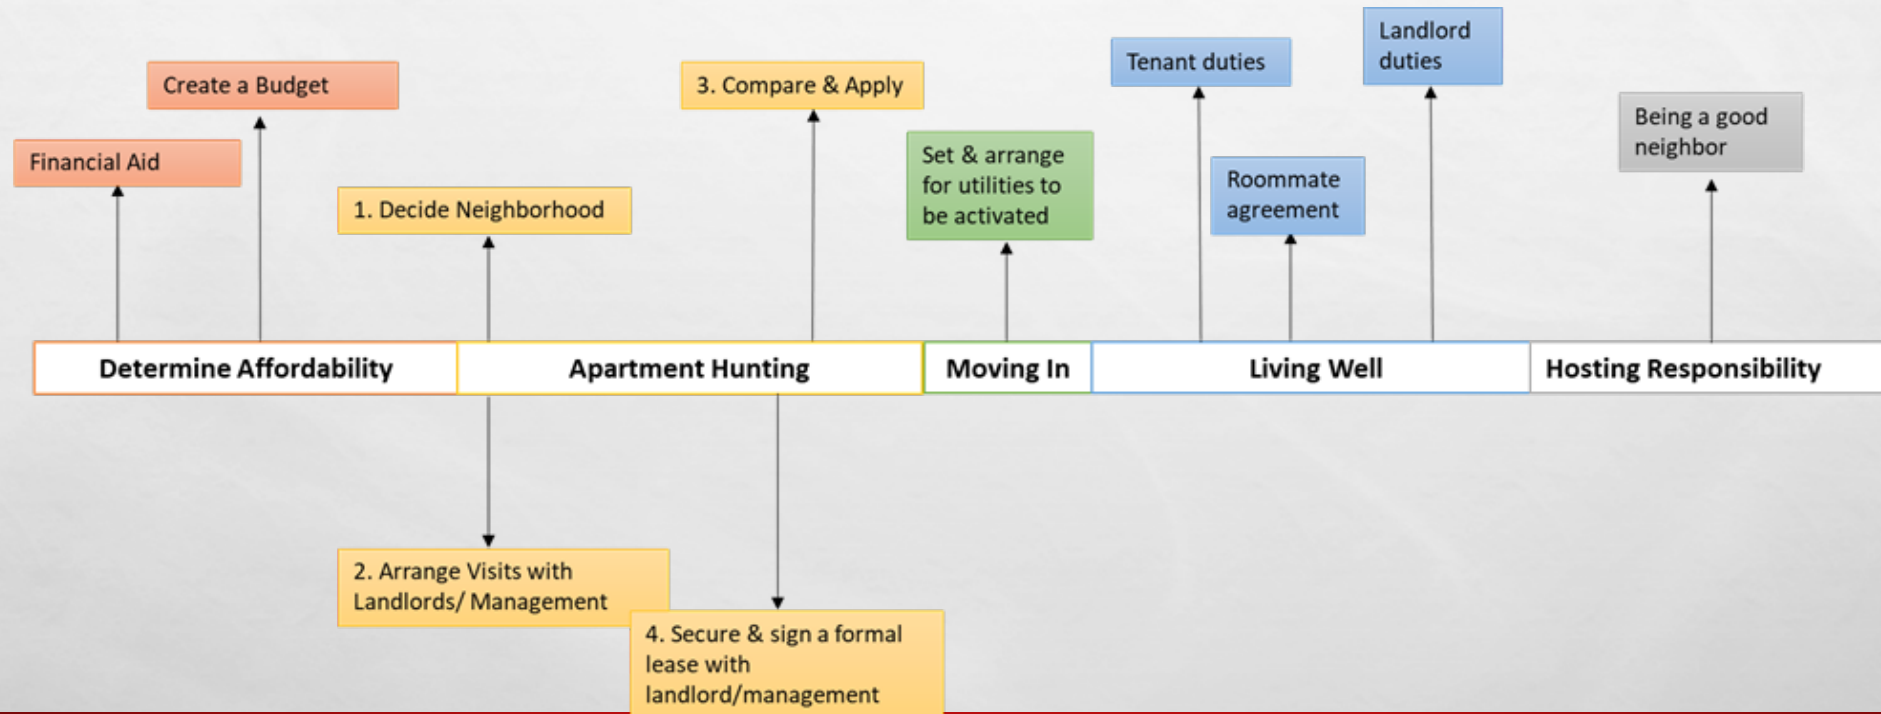 Financial Aid
Create a Budget
1. Decide Neighborhood
3. Compare & Apply
Set & arrange
for utilities to
be activated
Tenant duties
Roommate
agreement
Landlord
duties
Being a good
neighbor
Determine Affordability
Apartment Hunting
Moving In
Living Well
Hosting Responsibility
2. Arrange Visits with
Landlords/ Management
4. Secure & sign a formal
lease with
landlord/management